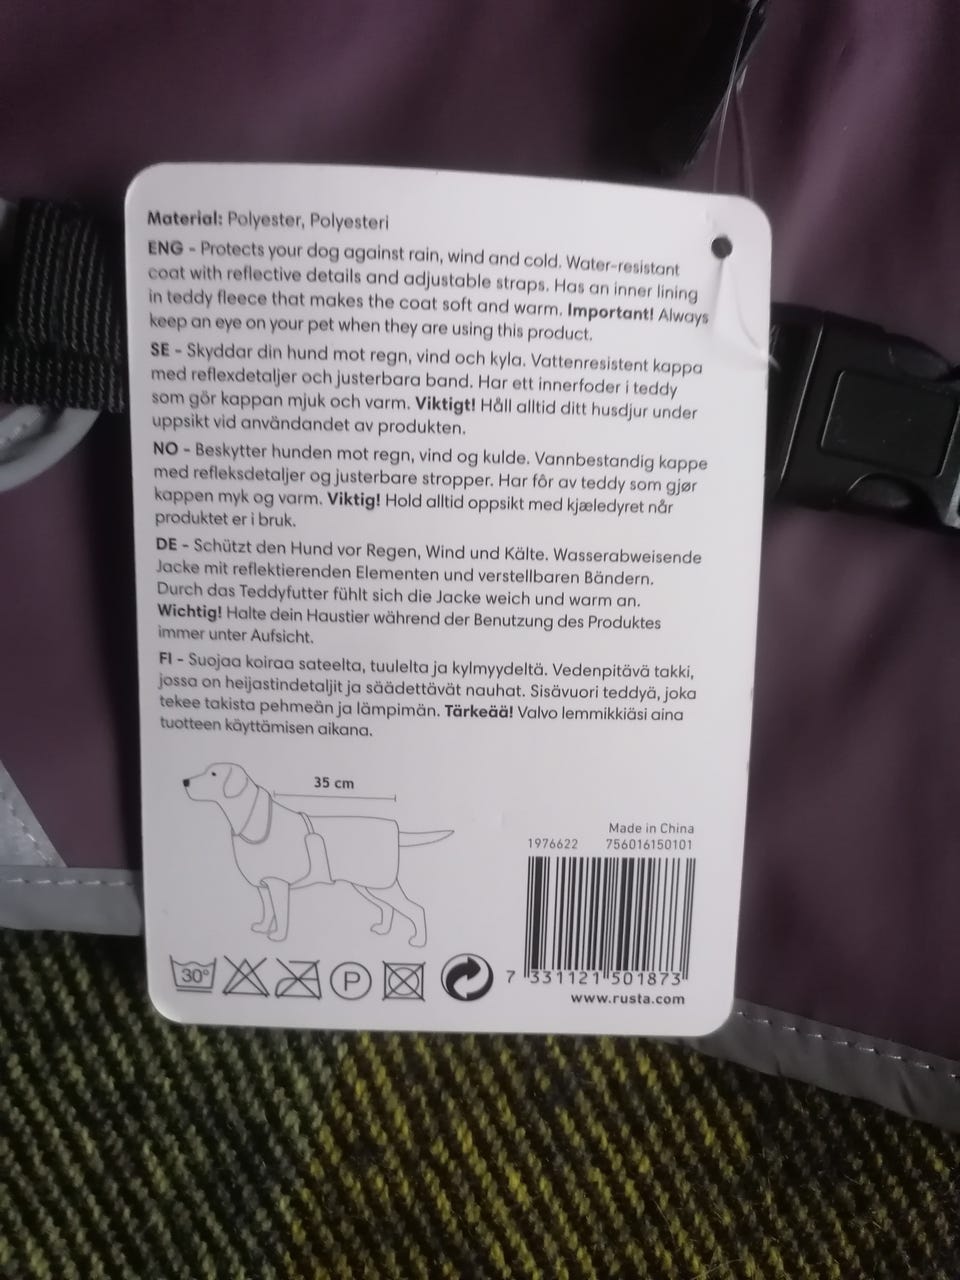 Material: Polyester, Polyesteri
ENG - Protects your dog against rain, wind and cold. Water-resistant
coat with reflective details and adjustable straps. Has an inner lining
in teddy fleece that makes the coat soft and warm. Important! Always
keep an eye on your pet when they are using this product.
SE - Skyddar din hund mot regn, vind och kyla. Vattenresistent kappa
med reflexdetaljer och justerbara band. Har ett innerfoder i teddy
som gör kappan mjuk och varm. Viktigt! Håll alltid ditt husdjur under
uppsikt vid användandet av produkten.
NO - Beskytter hunden mot regn, vind og kulde. Vannbestandig kappe
med refleksdetaljer og justerbare stropper. Har fôr av teddy som gjør
kappen myk og varm. Viktig! Hold alltid oppsikt med kjæledyret når
produktet er i bruk.
DE - Schützt den Hund vor Regen, Wind und Kälte. Wasserabweisende
Jacke mit reflektierenden Elementen und verstellbaren Bändern.
Durch das Teddyfutter fühlt sich die Jacke weich und warm an.
Wichtig! Halte dein Haustier während der Benutzung des Produktes
immer unter Aufsicht.
FI - Suojaa koiraa sateelta, tuulelta ja kylmyydeltä. Vedenpitävä takki,
jossa on heijastindetaljit ja säädettävät nauhat. Sisävuori teddyä, joka
tekee takista pehmeän ja lämpimän. Tärkeää! Valvo lemmikkiäsi aina
tuotteen käyttämisen aikana.
35 cm
Made in China
1976622 756016150101
30° P
7 331121 501873
www.rusta.com